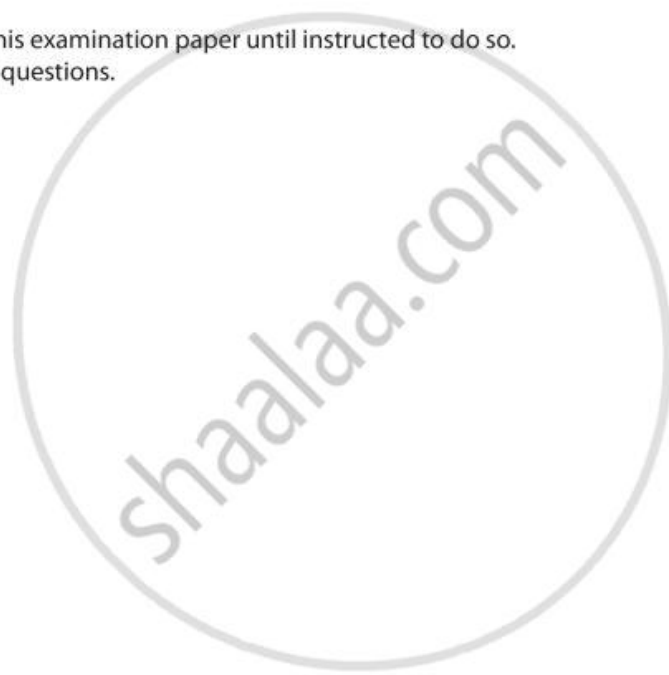 his examination paper until instructed to do so.
questions.
shaalaa.com